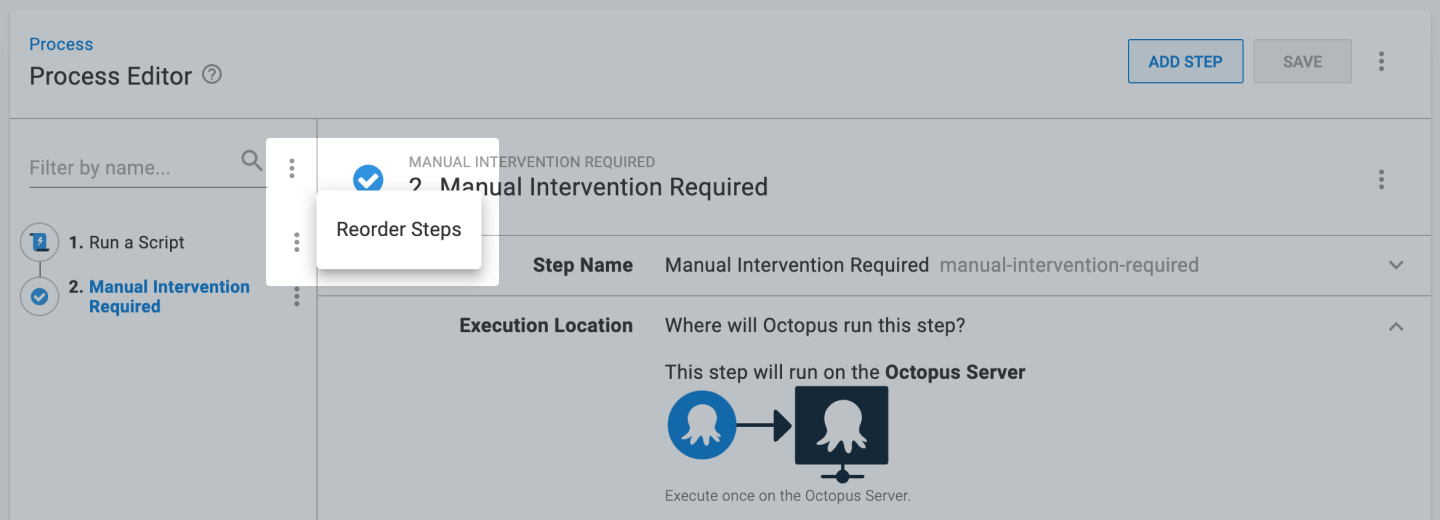 Process
Process Editor
ADD STEP
SAVE
Filter by name...
1. Run a Script
2. Manual Intervention
Required
Reorder Steps
MANUAL INTERVENTION REQUIRED
2. Manual Intervention Required
Step Name
Manual Intervention Required manual-intervention-required
Execution Location
Where will Octopus run this step?
This step will run on the Octopus Server
Execute once on the Octopus Server.